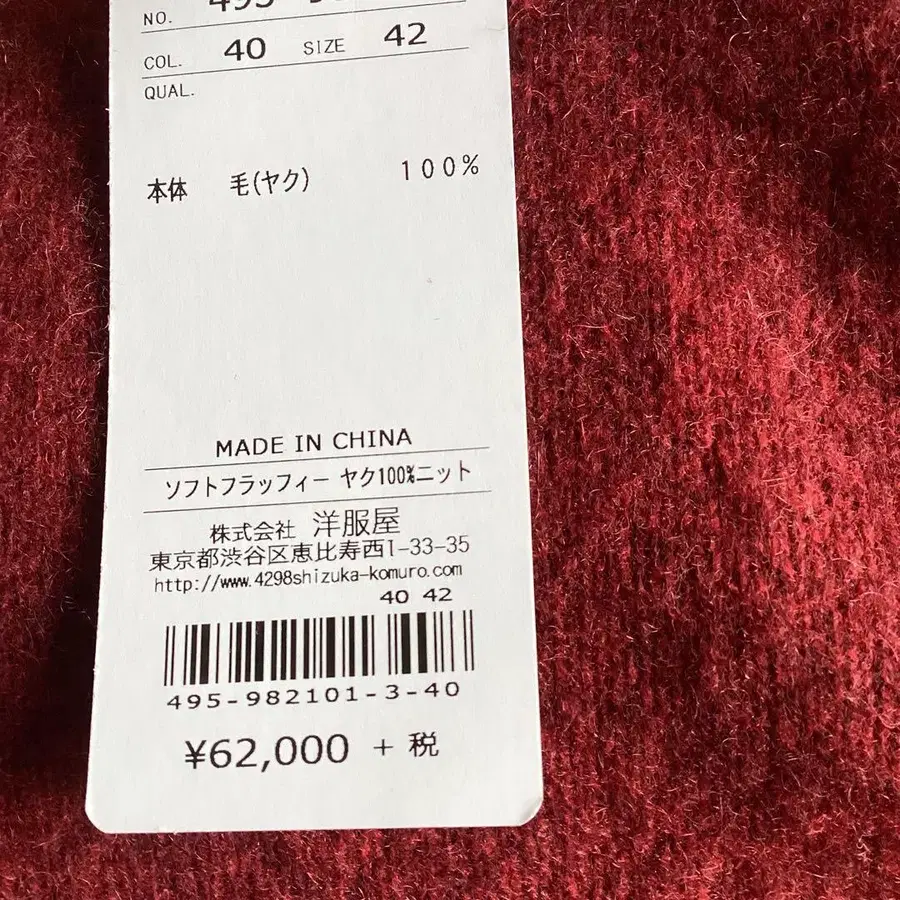 NO.
COL. 40 SIZE 42
QUAL.
本体 毛(ヤク) 100%
MADE IN CHINA
ソフトフラッフィー ヤク100%ニット
株式会社 洋服屋
東京都渋谷区恵比寿西1-33-35
http://www.4298shizuka-komuro.com
40 42
495-982101-3-40
¥62,000 + 税